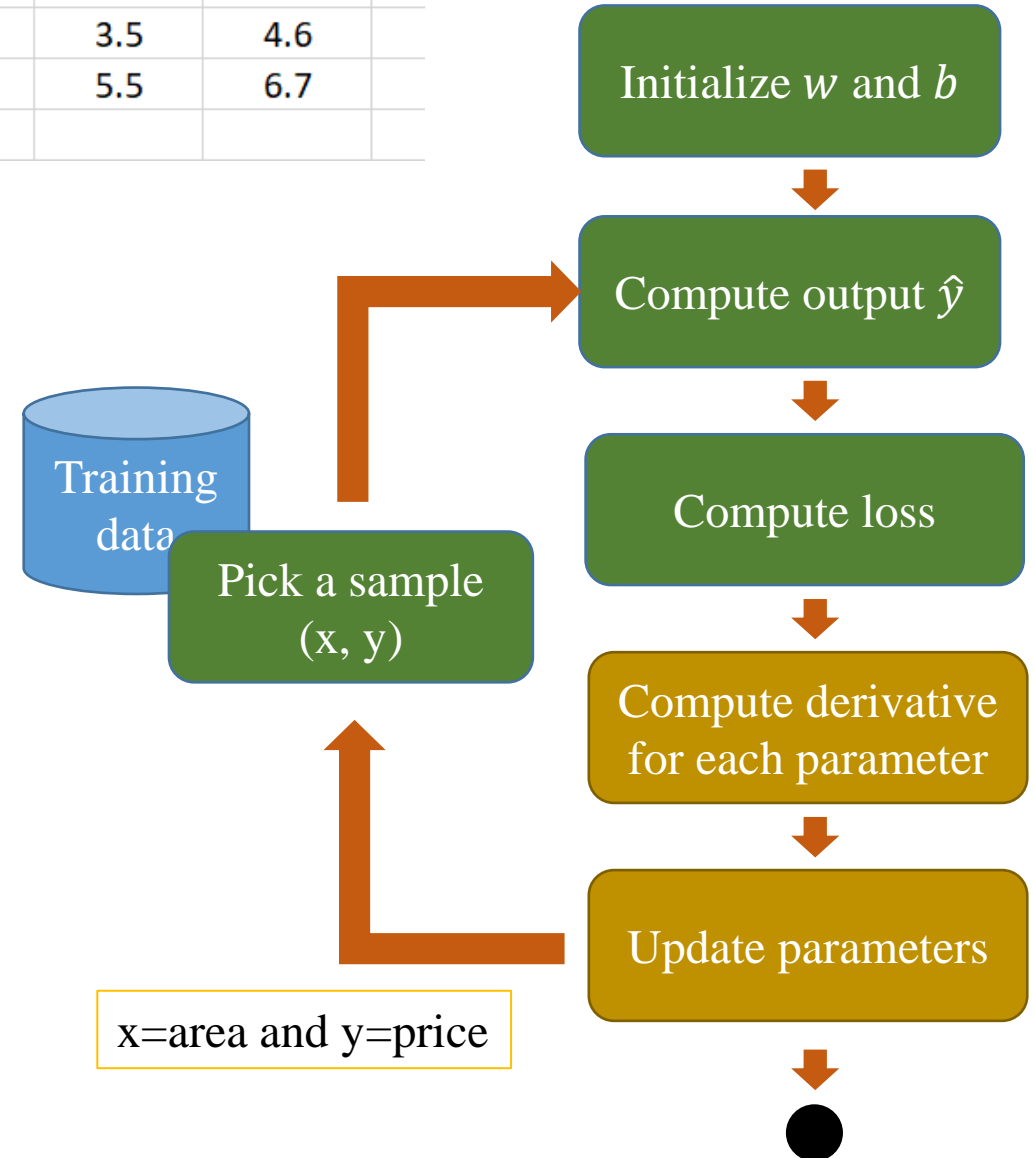 3.5 4.6
5.5 6.7
Initialize 𝑤 and 𝑏
Compute output ŷ
Compute loss
Training
data
Pick a sample
(x, y)
Compute derivative
for each parameter
Update parameters
x=area and y=price